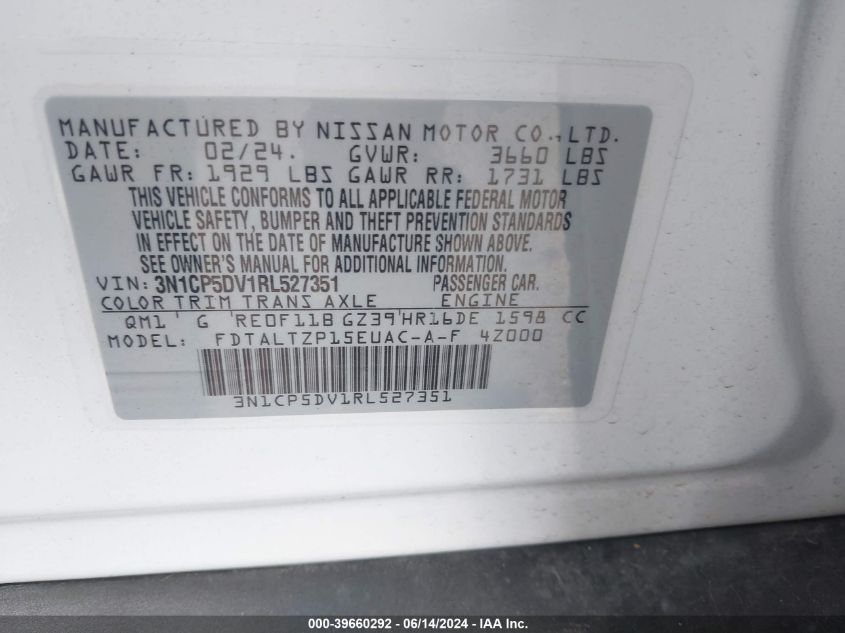 MANUFACTURED BY NISSAN MOTOR CO., LTD.
DATE: 02/24. GVWR: 3660 LBS
GAWR FR: 1929 LBS GAWR RR: 1731 LBS
THIS VEHICLE CONFORMS TO ALL APPLICABLE FEDERAL MOTOR
VEHICLE SAFETY, BUMPER AND THEFT PREVENTION STANDARDS
IN EFFECT ON THE DATE OF MANUFACTURE SHOWN ABOVE.
SEE OWNER'S MANUAL FOR ADDITIONAL INFORMATION.
VIN: 3N1CP5DV1RL527351 PASSENGER CAR.
COLOR TRIM TRANS AXLE ENGINE
QM1 G RE0F11B GZ39 HR16DE 1598 CC
MODEL: FDTALTZP15EUAC-A-F 4Z000
3N1CP5DV1RL527351
000-39660292 - 06/14/2024 - IAA Inc.